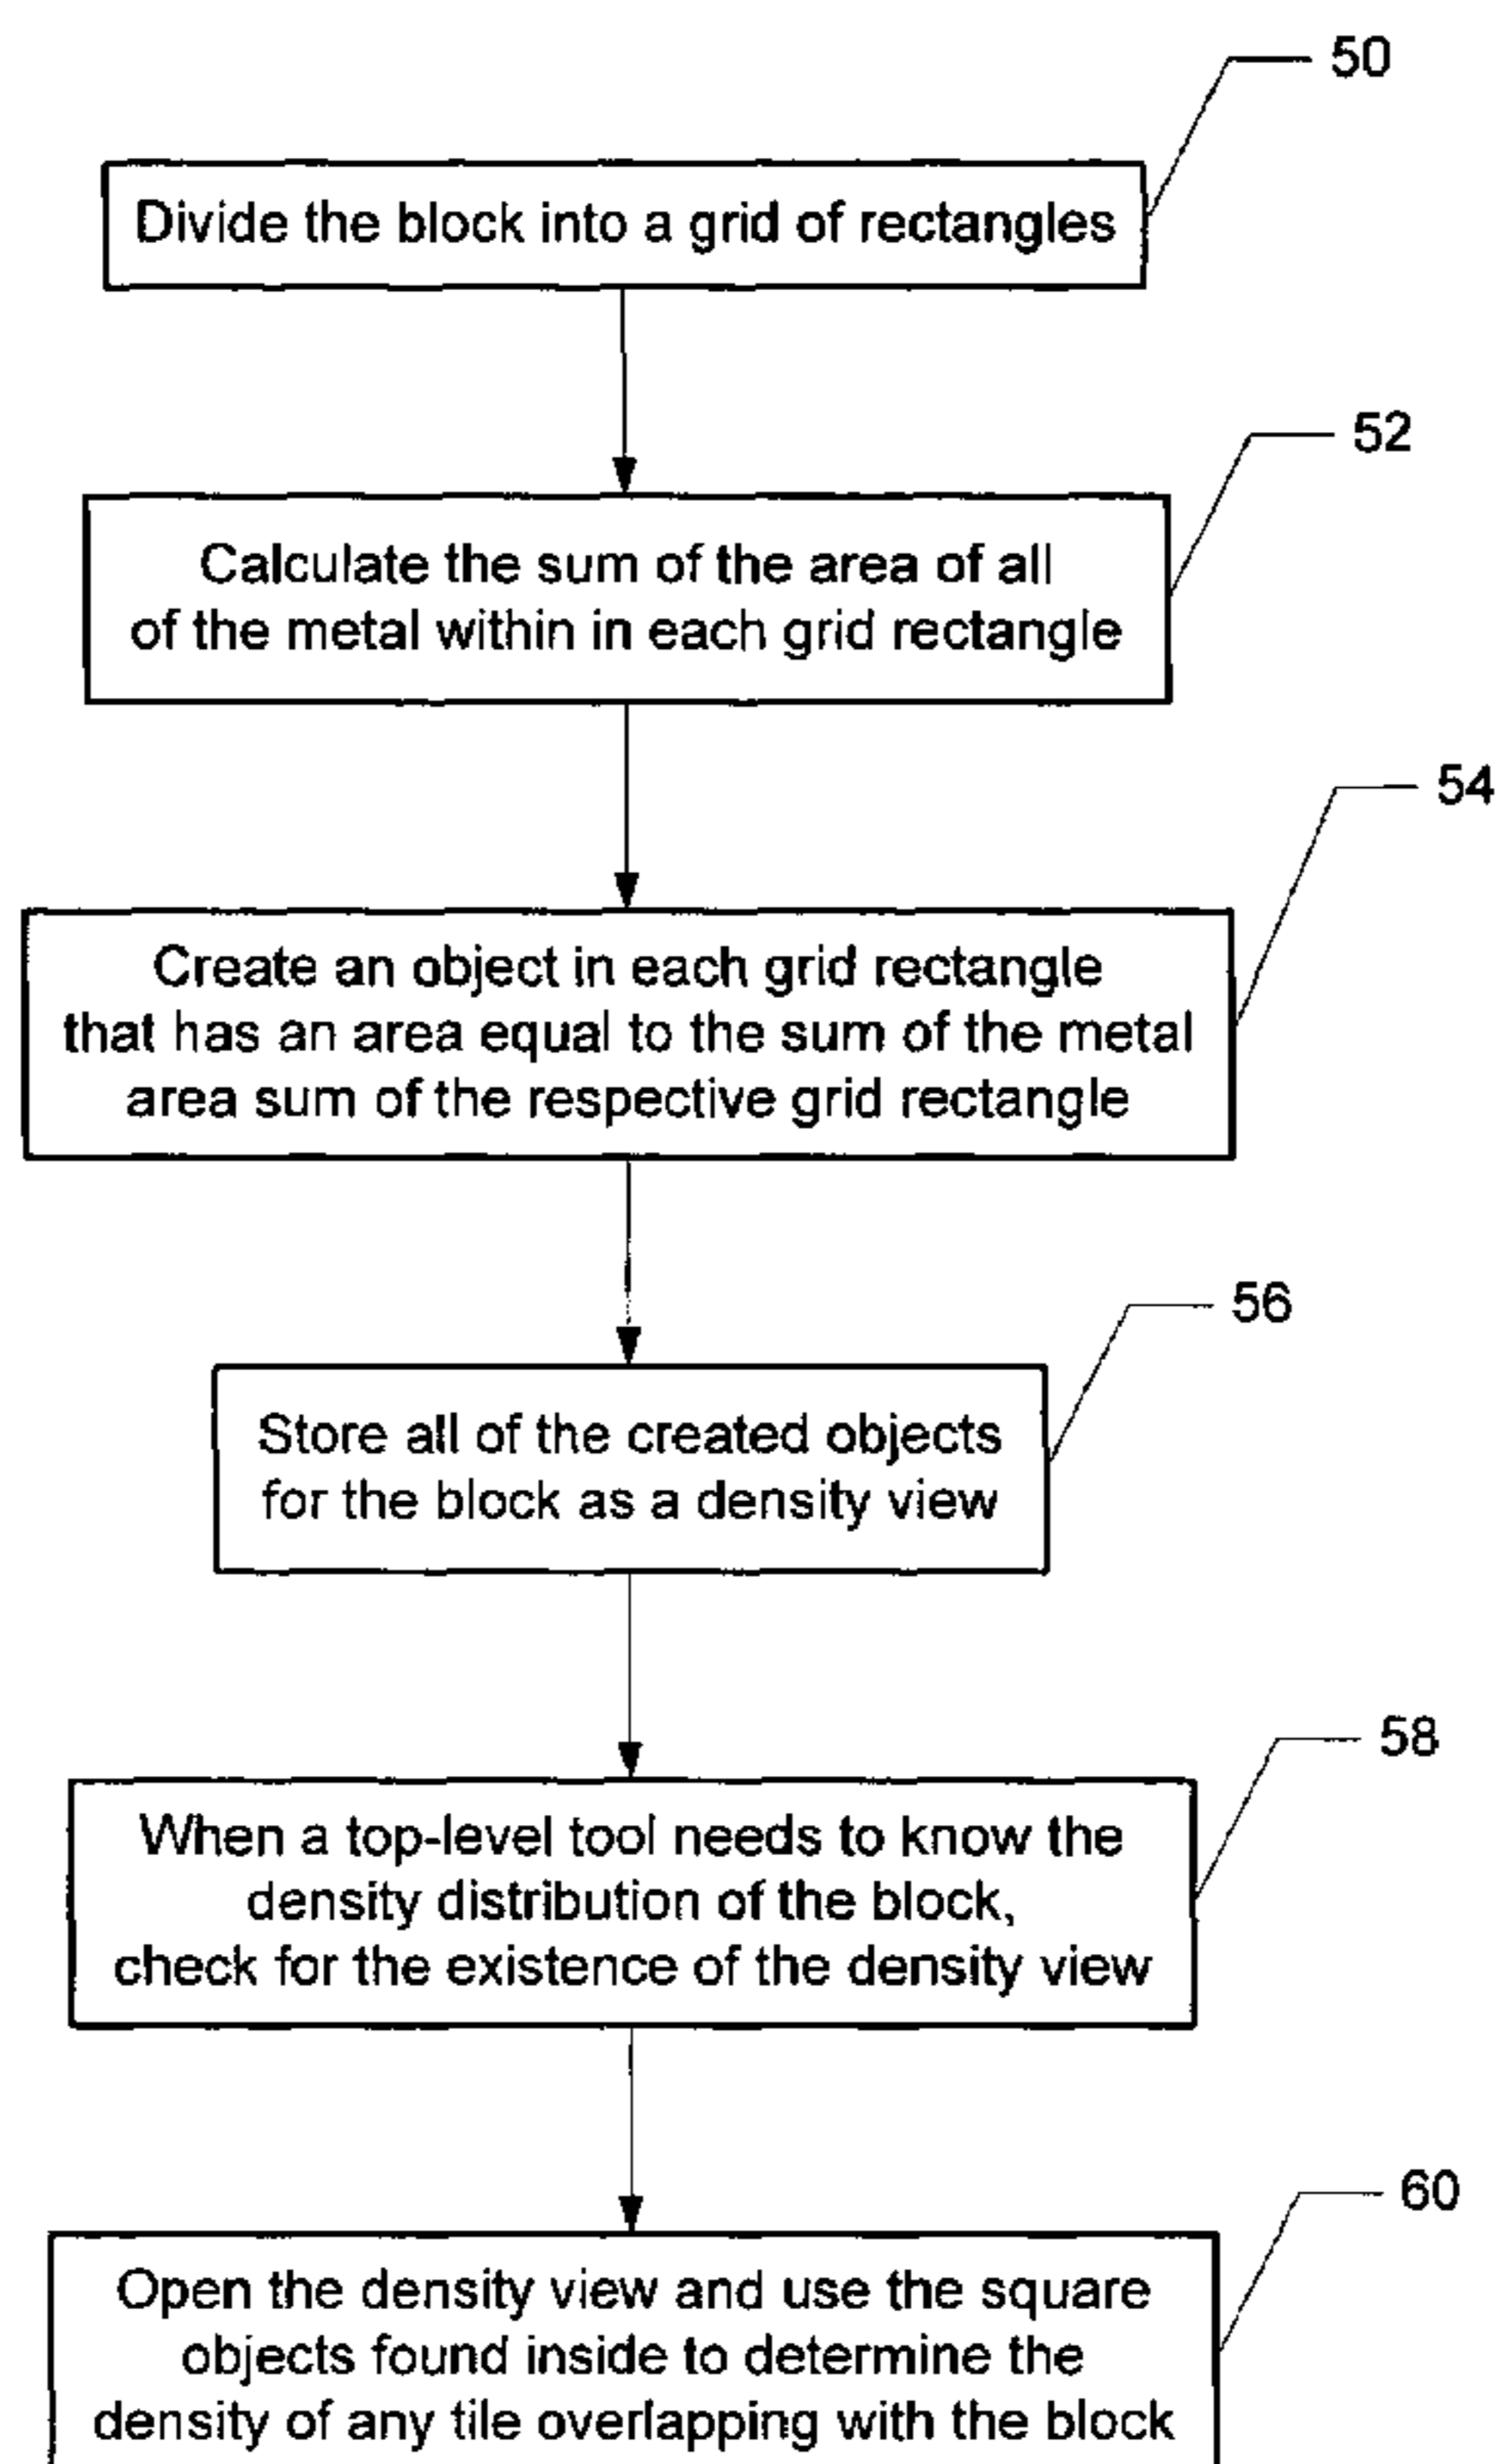 50
Divide the block into a grid of rectangles
52
Calculate the sum of the area of all
of the metal within in each grid rectangle
54
Create an object in each grid rectangle
that has an area equal to the sum of the metal
area sum of the respective grid rectangle
56
Store all of the created objects
for the block as a density view
58
When a top-level tool needs to know the
density distribution of the block,
check for the existence of the density view
60
Open the density view and use the square
objects found inside to determine the
density of any tile overlapping with the block